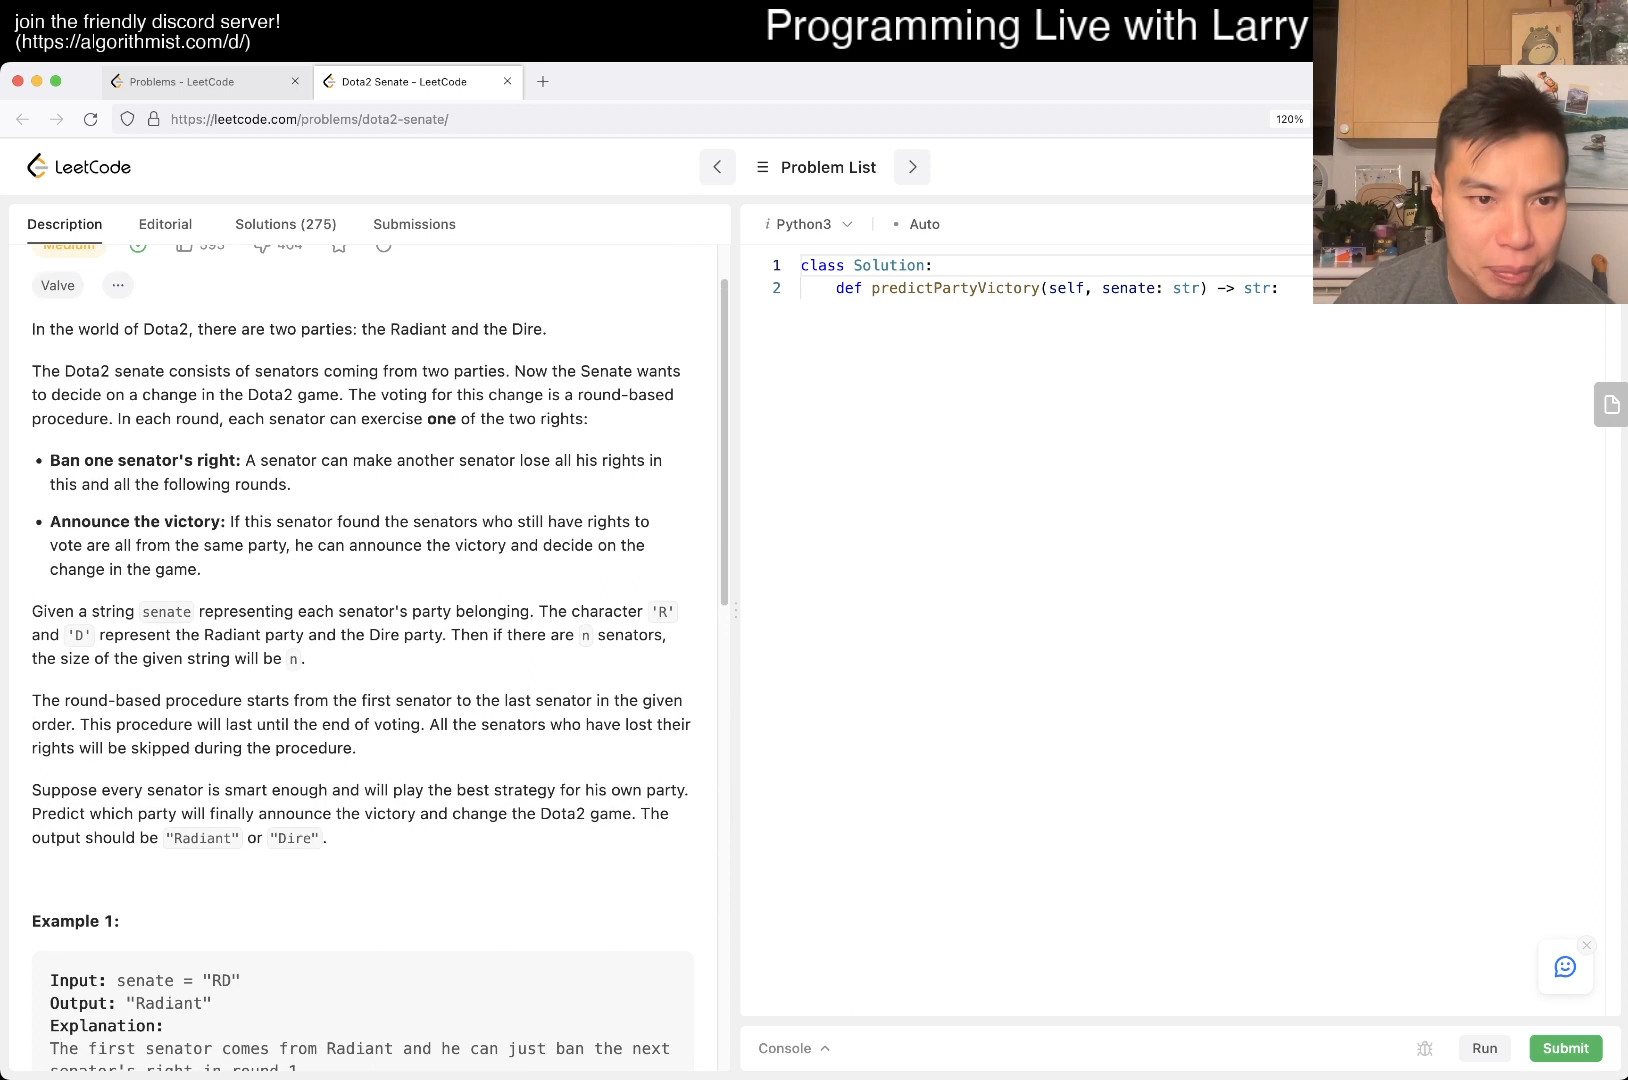 join the friendly discord server!
(https://algorithmist.com/d/)
Programming Live with Larry
Problems - LeetCode
Dota2 Senate - LeetCode
https://leetcode.com/problems/dota2-senate/
120%
LeetCode
Problem List
Description
Editorial
Solutions (275)
Submissions
i Python3
Auto
Medium
593
464
Valve
In the world of Dota2, there are two parties: the Radiant and the Dire.
The Dota2 senate consists of senators coming from two parties. Now the Senate wants
to decide on a change in the Dota2 game. The voting for this change is a round-based
procedure. In each round, each senator can exercise one of the two rights:
• Ban one senator's right: A senator can make another senator lose all his rights in
this and all the following rounds.
• Announce the victory: If this senator found the senators who still have rights to
vote are all from the same party, he can announce the victory and decide on the
change in the game.
Given a string senate representing each senator's party belonging. The character 'R'
and 'D' represent the Radiant party and the Dire party. Then if there are n senators,
the size of the given string will be n.
The round-based procedure starts from the first senator to the last senator in the given
order. This procedure will last until the end of voting. All the senators who have lost their
rights will be skipped during the procedure.
Suppose every senator is smart enough and will play the best strategy for his own party.
Predict which party will finally announce the victory and change the Dota2 game. The
output should be "Radiant" or "Dire".
Example 1:
Input: senate = "RD"
Output: "Radiant"
Explanation:
The first senator comes from Radiant and he can just ban the next
senator's right in round 1.
1 class Solution:
2 def predictPartyVictory(self, senate: str) -> str:
Console
Run
Submit